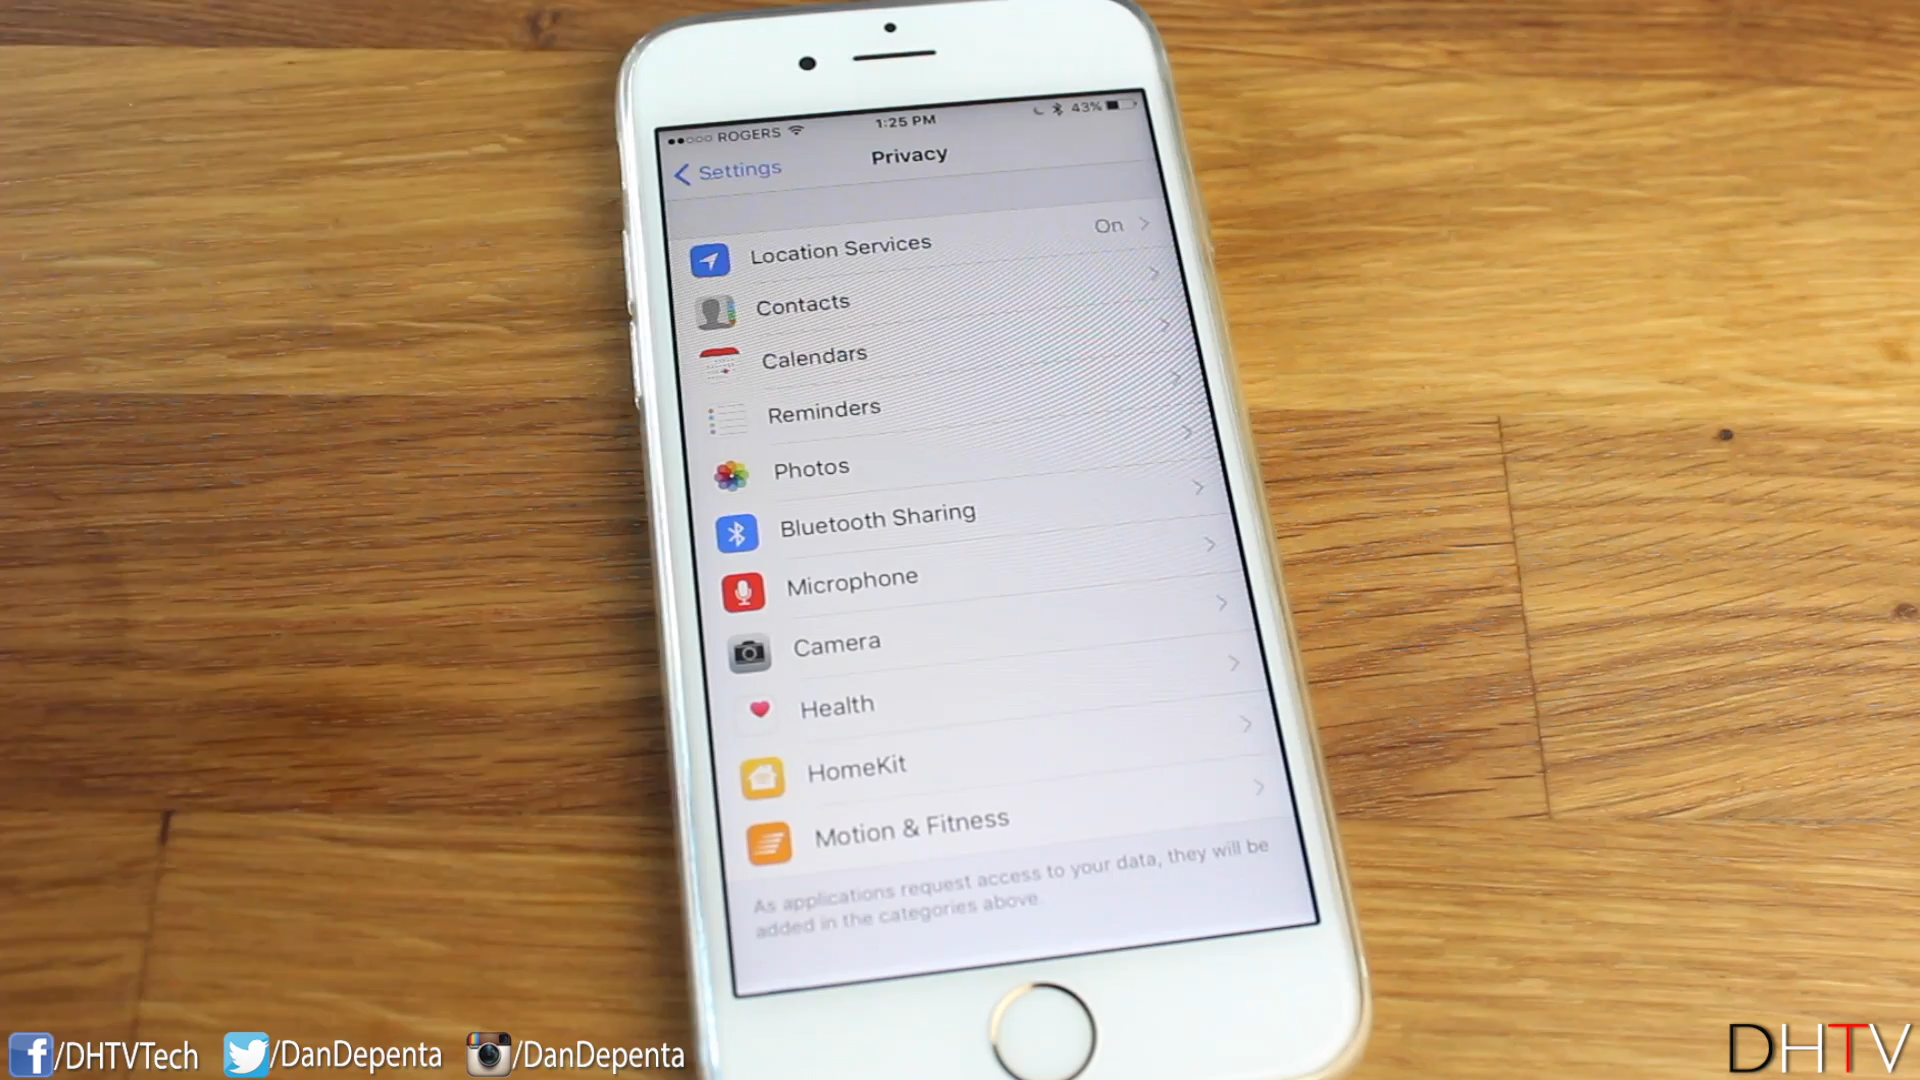 ROGERS 1:25 PM 43%
Settings Privacy
Location Services On
Contacts
Calendars
Reminders
Photos
Bluetooth Sharing
Microphone
Camera
Health
HomeKit
Motion & Fitness
As applications request access to your data, they will be
added in the categories above.
/DHTVTech /DanDepenta /DanDepenta
DHTV